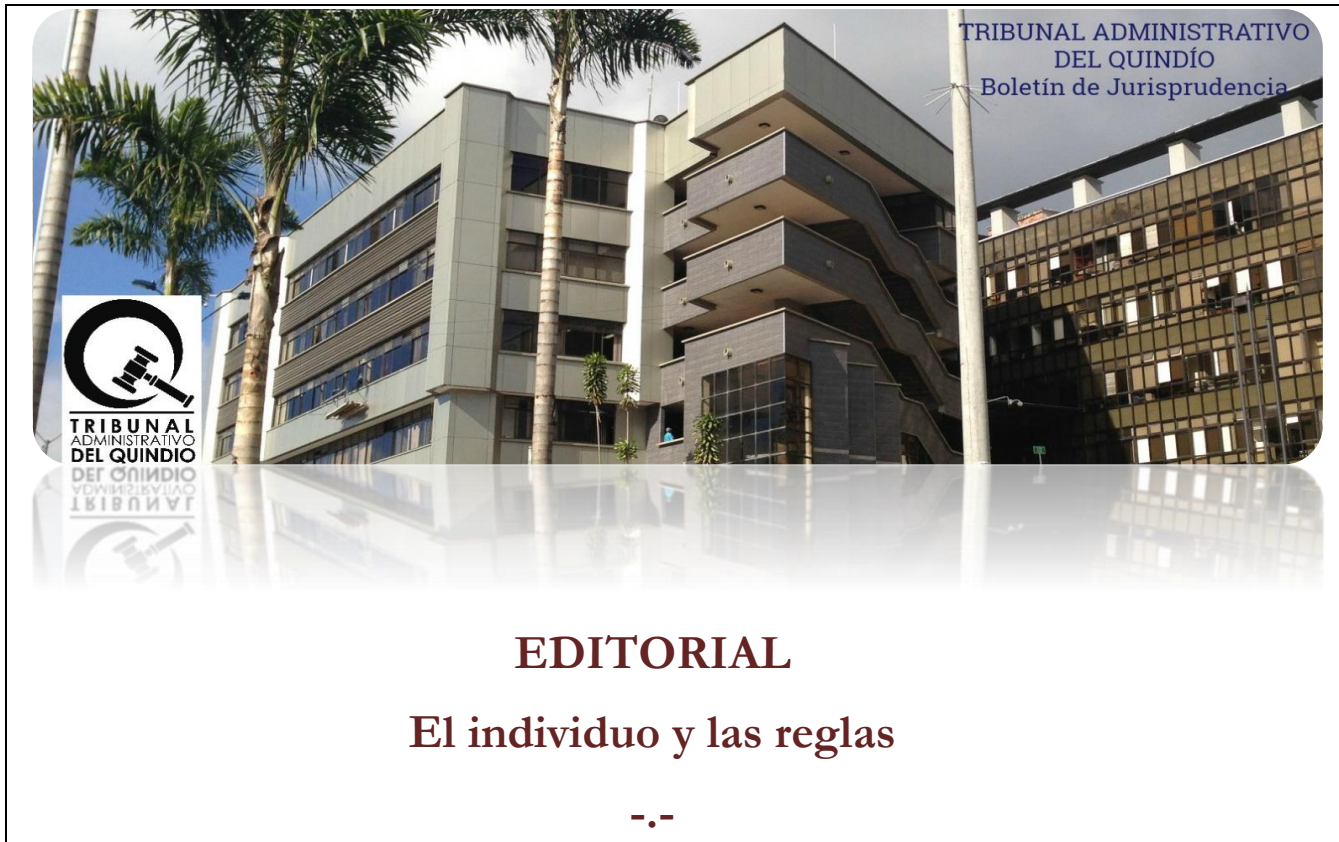 TRIBUNAL ADMINISTRATIVO
DEL QUINDÍO
Boletín de Jurisprudencia
TRIBUNAL
ADMINISTRATIVO
DEL QUINDIO
EDITORIAL
El individuo y las reglas
-.-